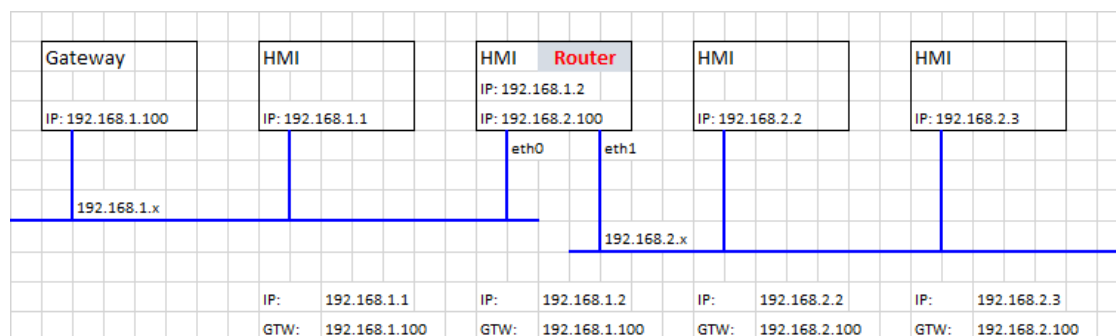 Gateway
HMI
HMI Router
HMI
HMI
IP: 192.168.1.2
IP: 192.168.1.100
IP: 192.168.1.1
IP: 192.168.2.100
IP: 192.168.2.2
IP: 192.168.2.3
eth0
eth1
192.168.1.x
192.168.2.x
IP: 192.168.1.1
IP: 192.168.1.2
IP: 192.168.2.2
IP: 192.168.2.3
GTW: 192.168.1.100
GTW: 192.168.1.100
GTW: 192.168.2.100
GTW: 192.168.2.100